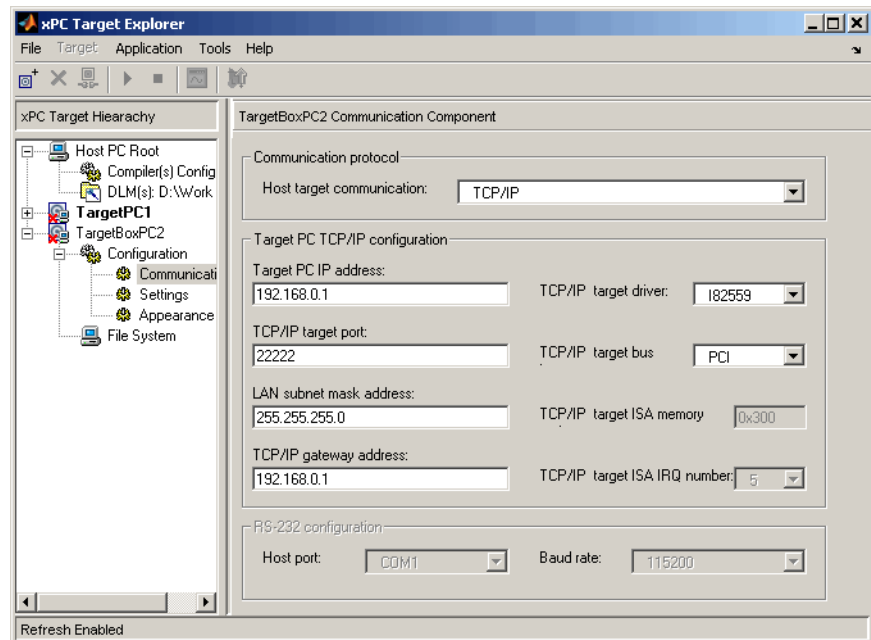 xPC Target Explorer
File Target Application Tools Help
xPC Target Hiearachy
Host PC Root
Compiler(s) Config
DLM(s): D:\Work
TargetPC1
TargetBoxPC2
Configuration
Communicati
Settings
Appearance
File System
TargetBoxPC2 Communication Component
Communication protocol
Host target communication: TCP/IP
Target PC TCP/IP configuration
Target PC IP address:
192.168.0.1
TCP/IP target driver: I82559
TCP/IP target port:
22222
TCP/IP target bus PCI
LAN subnet mask address:
255.255.255.0
TCP/IP target ISA memory 0x300
TCP/IP gateway address:
192.168.0.1
TCP/IP target ISA IRQ number: 5
RS-232 configuration
Host port: COM1 Baud rate: 115200
Refresh Enabled